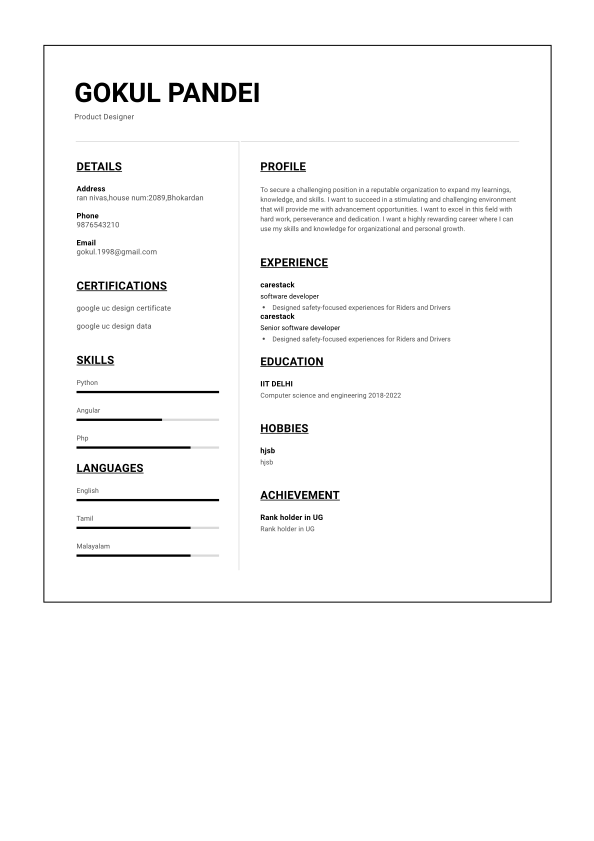 GOKUL PANDEI
Product Designer
DETAILS
Address
ran nivas,house num:2089,Bhokardan
Phone
9876543210
Email
gokul.1998@gmail.com
CERTIFICATIONS
google uc design certificate
google uc design data
SKILLS
Python
Angular
Php
LANGUAGES
English
Tamil
Malayalam
PROFILE
To secure a challenging position in a reputable organization to expand my learnings,
knowledge, and skills. I want to succeed in a stimulating and challenging environment
that will provide me with advancement opportunities. I want to excel in this field with
hard work, perseverance and dedication. I want a highly rewarding career where I can
use my skills and knowledge for organizational and personal growth.
EXPERIENCE
carestack
software developer
• Designed safety-focused experiences for Riders and Drivers
carestack
Senior software developer
• Designed safety-focused experiences for Riders and Drivers
EDUCATION
IIT DELHI
Computer science and engineering 2018-2022
HOBBIES
hjsb
hjsb
ACHIEVEMENT
Rank holder in UG
Rank holder in UG